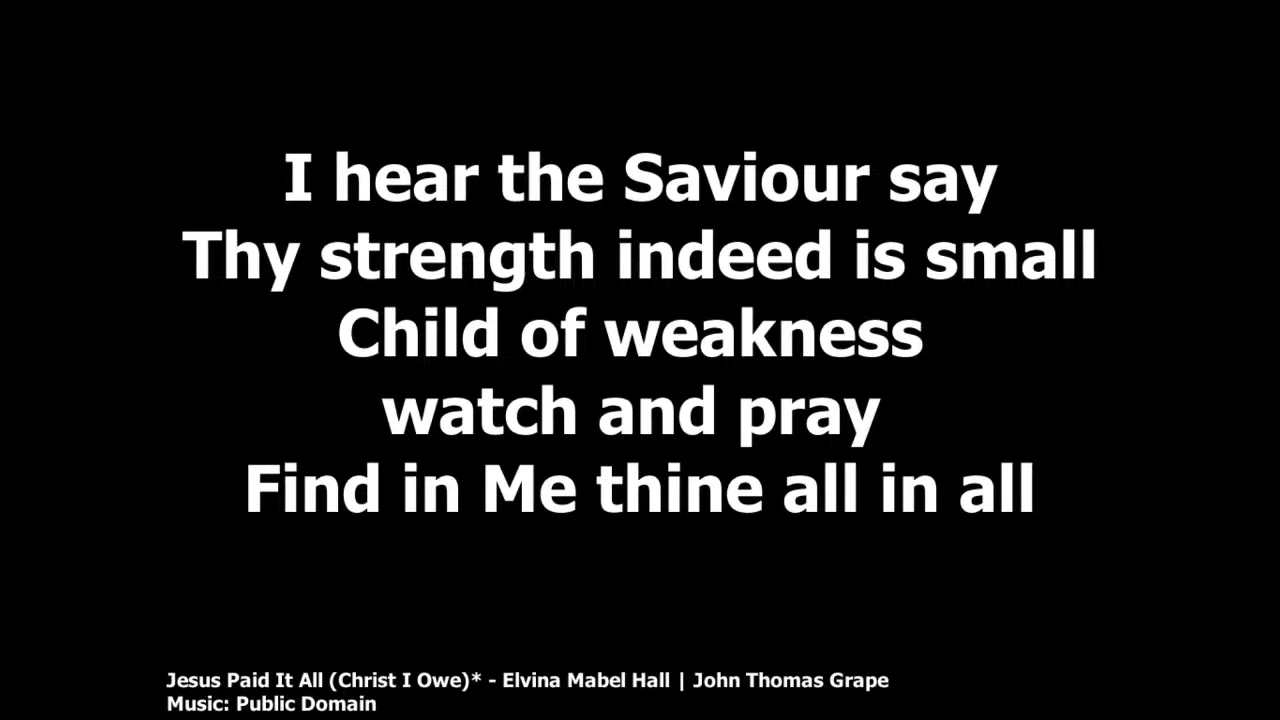 I hear the Saviour say
Thy strength indeed is small
Child of weakness
watch and pray
Find in Me thine all in all
Jesus Paid It All (Christ I Owe)* - Elvina Mabel Hall | John Thomas Grape
Music: Public Domain